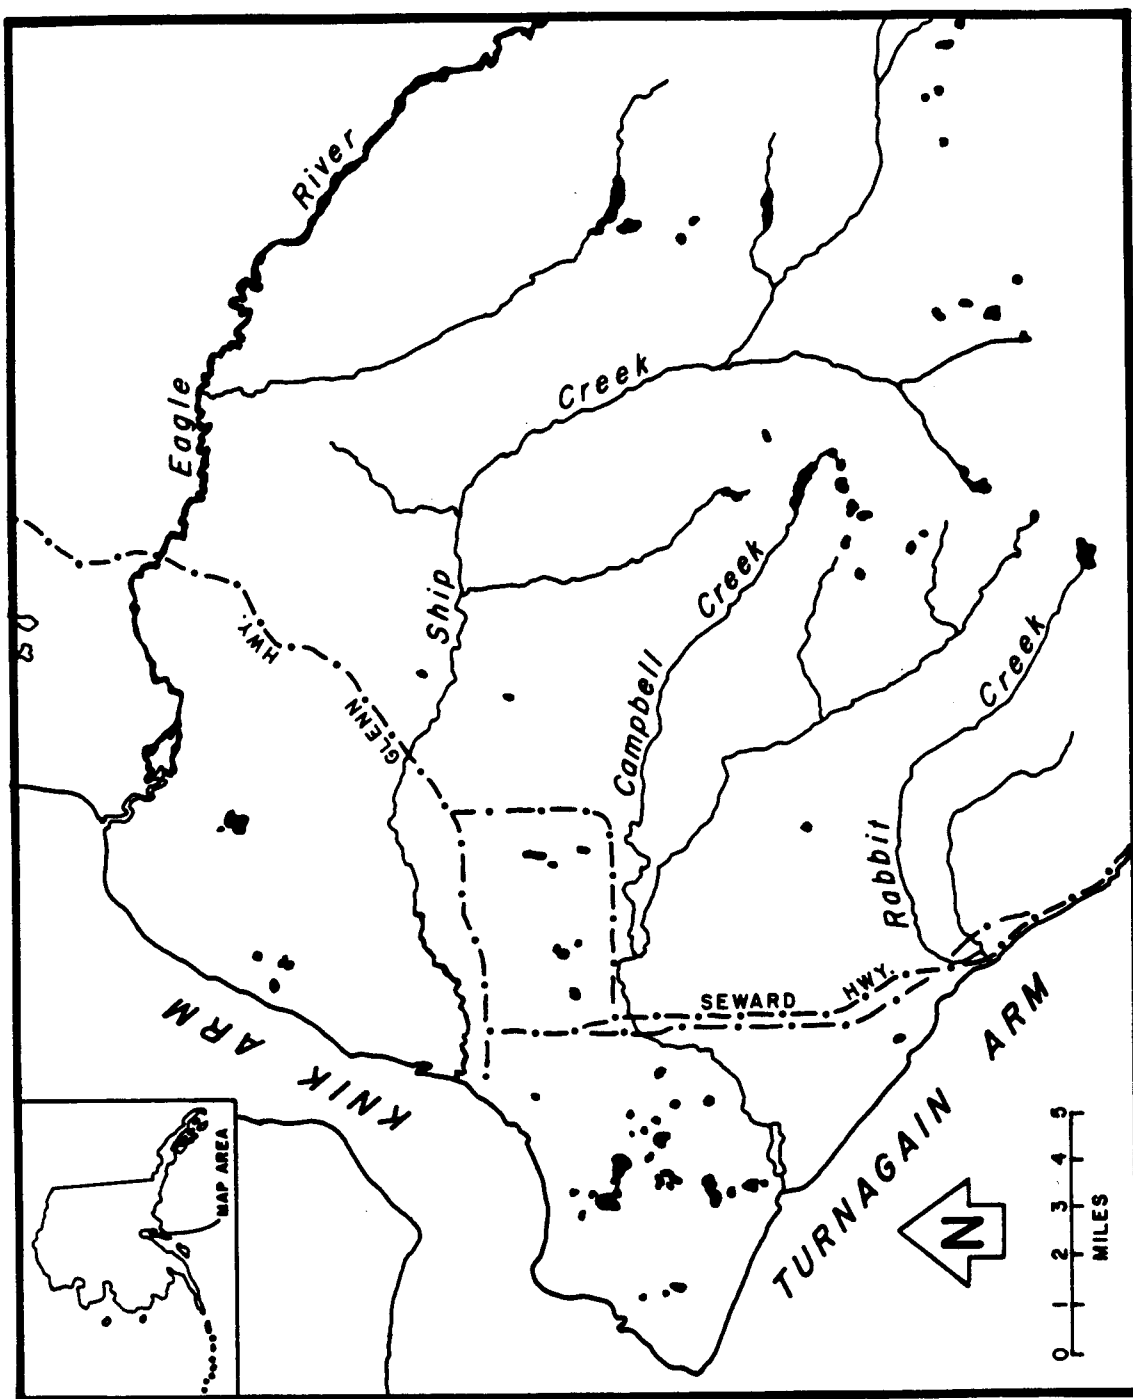 Eagle River
HWY.
GLENN
Ship Creek
Campbell Creek
Rabbit Creek
KNIK ARM
SEWARD HWY.
TURNAGAIN ARM
MAP AREA
N
0 1 2 3 4 5
MILES